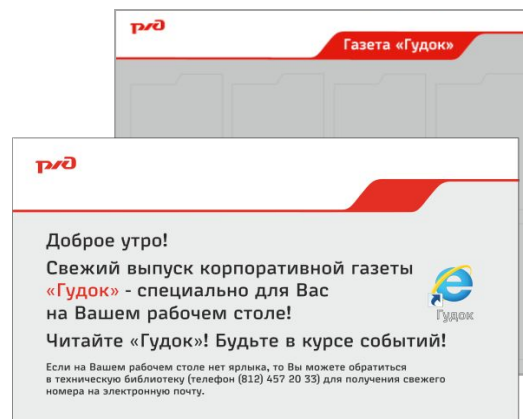 ржд
Газета «Гудок»
ржд
Доброе утро!
Свежий выпуск корпоративной газеты
«Гудок» - специально для Вас
на Вашем рабочем столе!
Гудок
Читайте «Гудок»! Будьте в курсе событий!
Если на Вашем рабочем столе нет ярлыка, то Вы можете обратиться
в техническую библиотеку (телефон (812) 457 20 33) для получения свежего
номера на электронную почту.